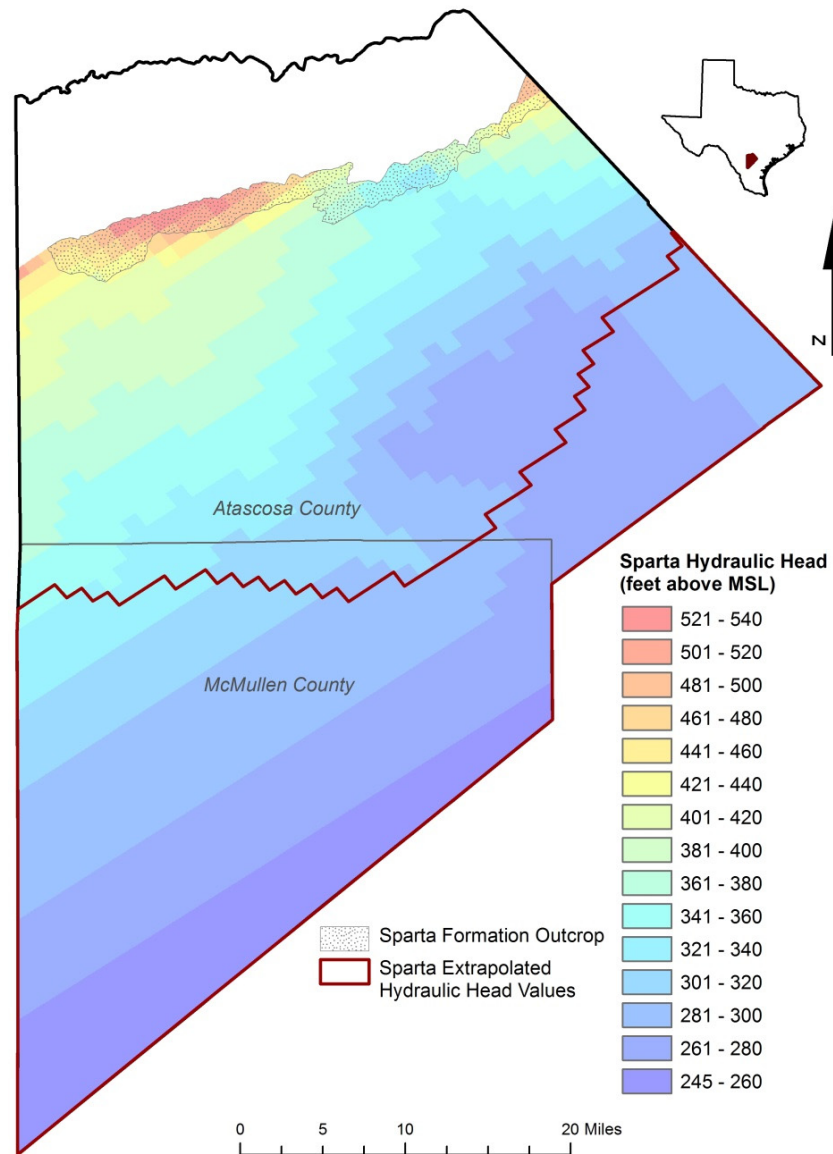 N
Atascosa County
McMullen County
Sparta Hydraulic Head
(feet above MSL)
521 - 540
501 - 520
481 - 500
461 - 480
441 - 460
421 - 440
401 - 420
381 - 400
361 - 380
341 - 360
321 - 340
301 - 320
281 - 300
261 - 280
245 - 260
Sparta Formation Outcrop
Sparta Extrapolated
Hydraulic Head Values
0 5 10 20 Miles